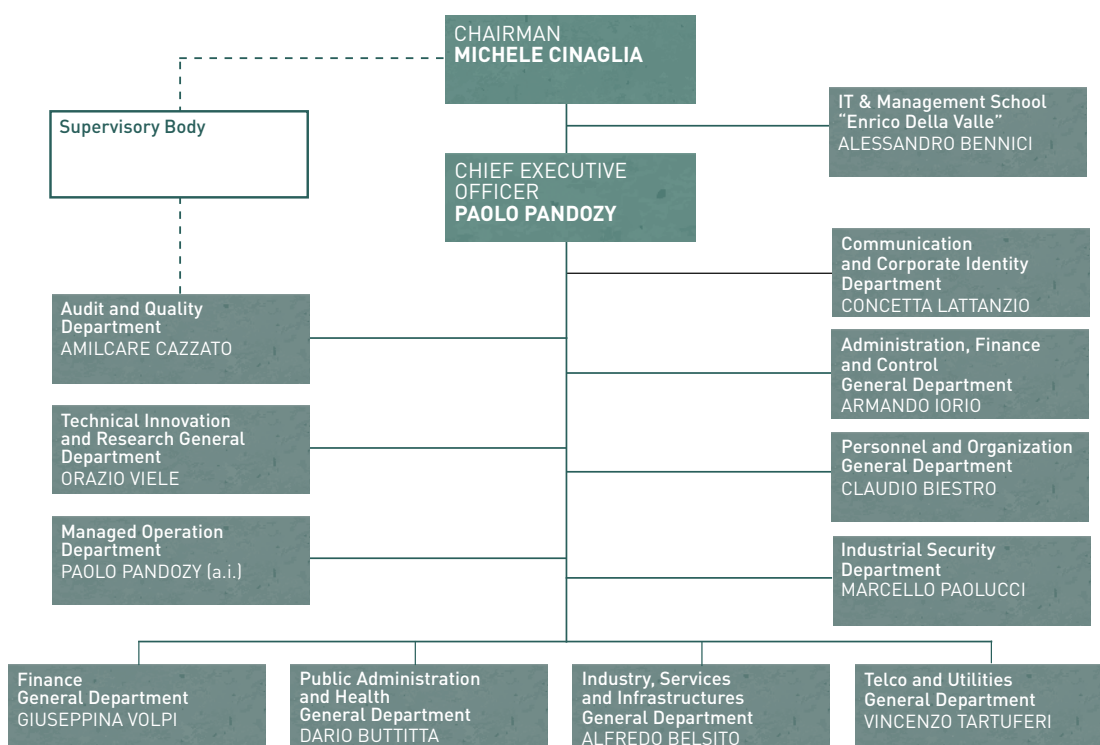 CHAIRMAN
MICHELE CINAGLIA
Supervisory Body
IT & Management School
“Enrico Della Valle”
ALESSANDRO BENNICI
CHIEF EXECUTIVE
OFFICER
PAOLO PANDOZY
Communication
and Corporate Identity
Department
CONCETTA LATTANZIO
Audit and Quality
Department
AMILCARE CAZZATO
Administration, Finance
and Control
General Department
ARMANDO IORIO
Technical Innovation
and Research General
Department
ORAZIO VIELE
Personnel and Organization
General Department
CLAUDIO BIESTRO
Managed Operation
Department
PAOLO PANDOZY (a.i.)
Industrial Security
Department
MARCELLO PAOLUCCI
Finance
General Department
GIUSEPPINA VOLPI
Public Administration
and Health
General Department
DARIO BUTTITTA
Industry, Services
and Infrastructures
General Department
ALFREDO BELSITO
Telco and Utilities
General Department
VINCENZO TARTUFERI